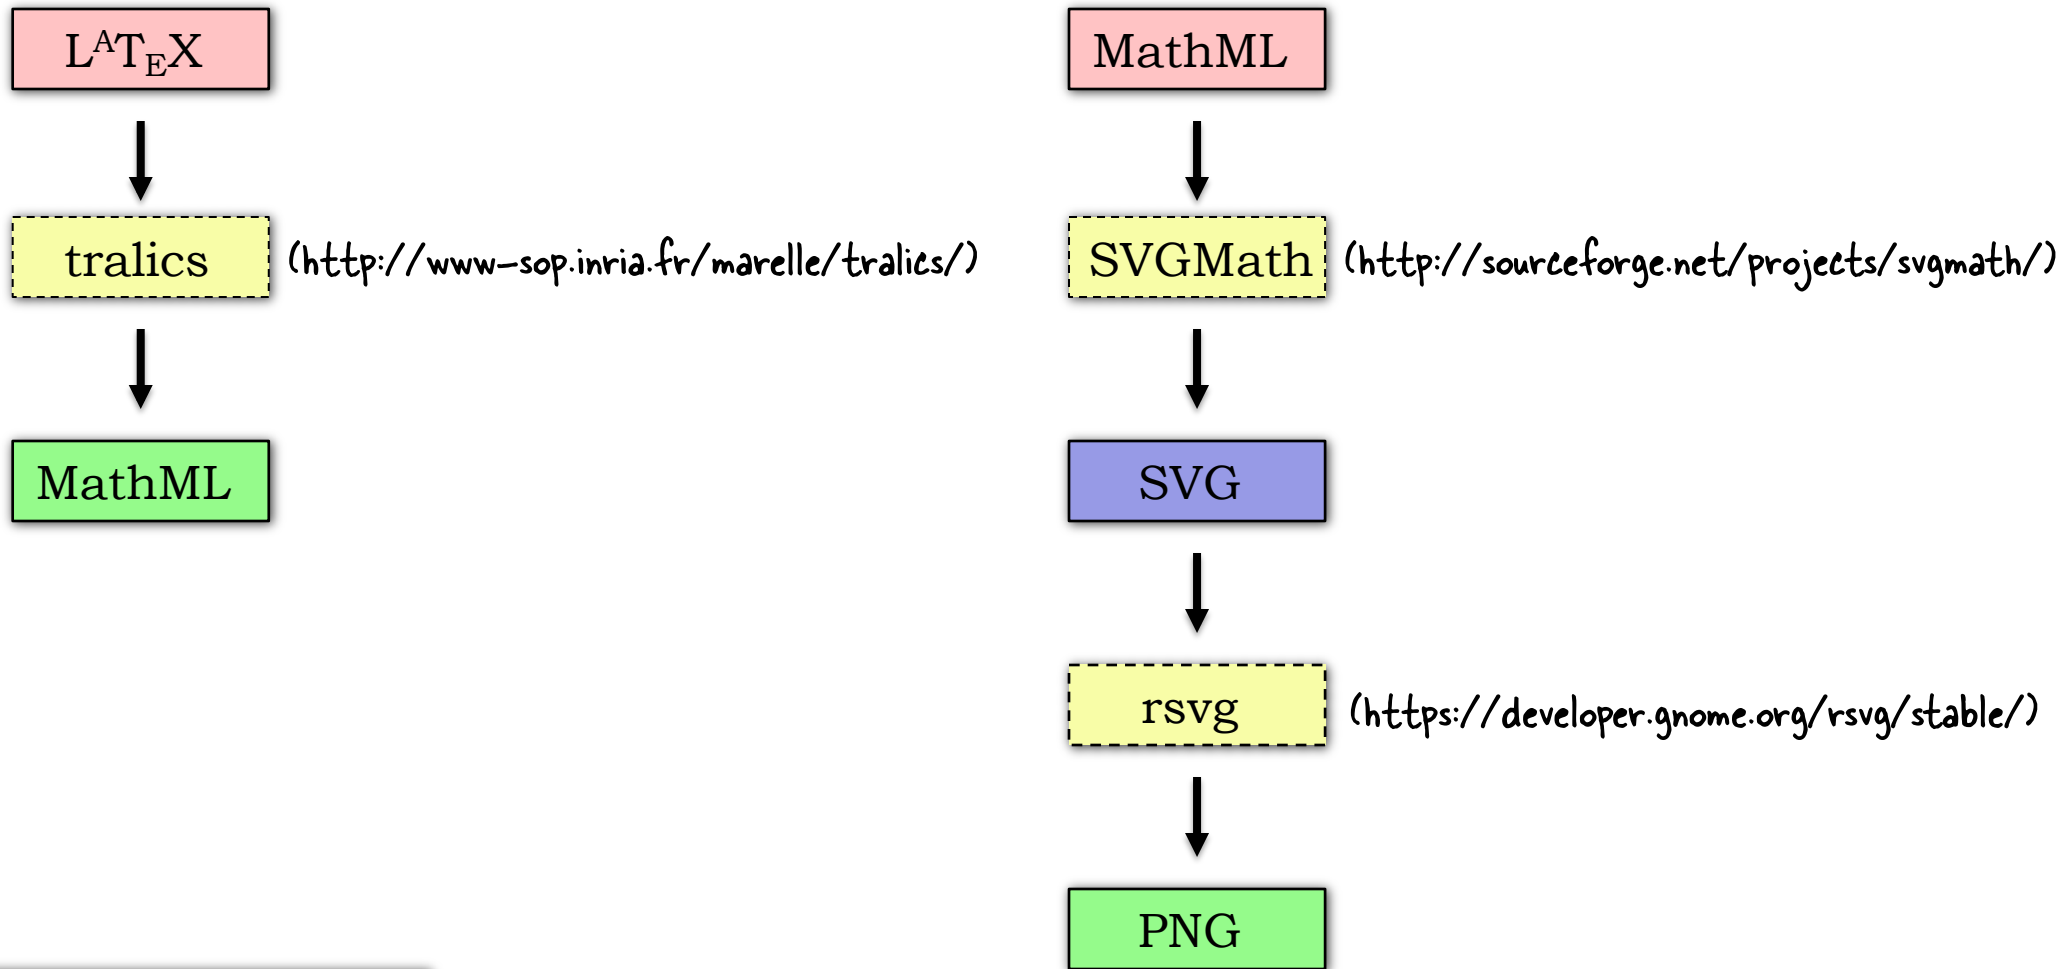 LATEX
tralics
(http://www-sop.inria.fr/marelle/tralics/)
MathML
MathML
SVGMath
(http://sourceforge.net/projects/svgmath/)
SVG
rsvg
(https://developer.gnome.org/rsvg/stable/)
PNG